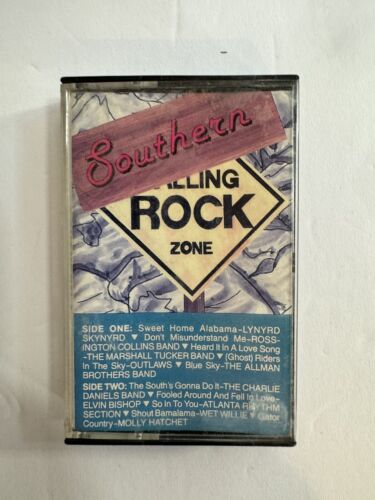 Southern
ALLING
ROCK
ZONE
SIDE ONE: Sweet Home Alabama-LYNYRD
SKYNYRD ▼ Don't Misunderstand Me-ROSS-
INGTON COLLINS BAND ▼ Heard It In A Love Song
-THE MARSHALL TUCKER BAND ▼ (Ghost) Riders
In The Sky-OUTLAWS ▼ Blue Sky-THE ALLMAN
BROTHERS BAND
SIDE TWO: The South's Gonna Do It-THE CHARLIE
DANIELS BAND ▼ Fooled Around And Fell In Love-
ELVIN BISHOP ▼ So In To You-ATLANTA RHYTHM
SECTION ▼ Shout Bamalama-WET WILLIE ▼ Gator
Country-MOLLY HATCHET